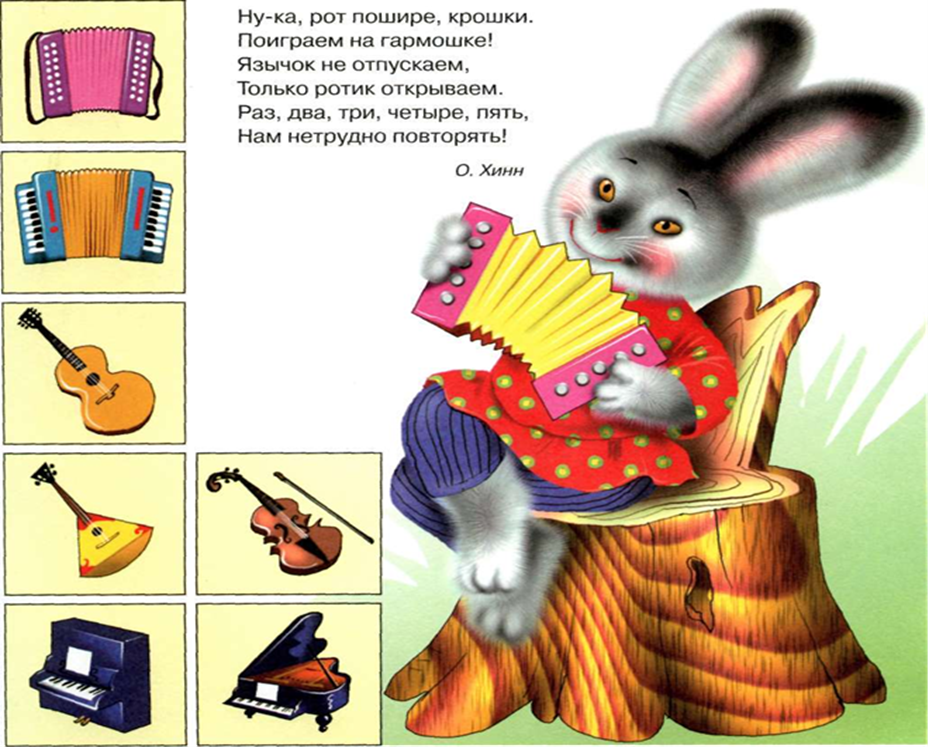 Ну-ка, рот пошире, крошки.
Поиграем на гармошке!
Язычок не отпускаем,
Только ротик открываем.
Раз, два, три, четыре, пять,
Нам нетрудно повторять!
О. Хинн